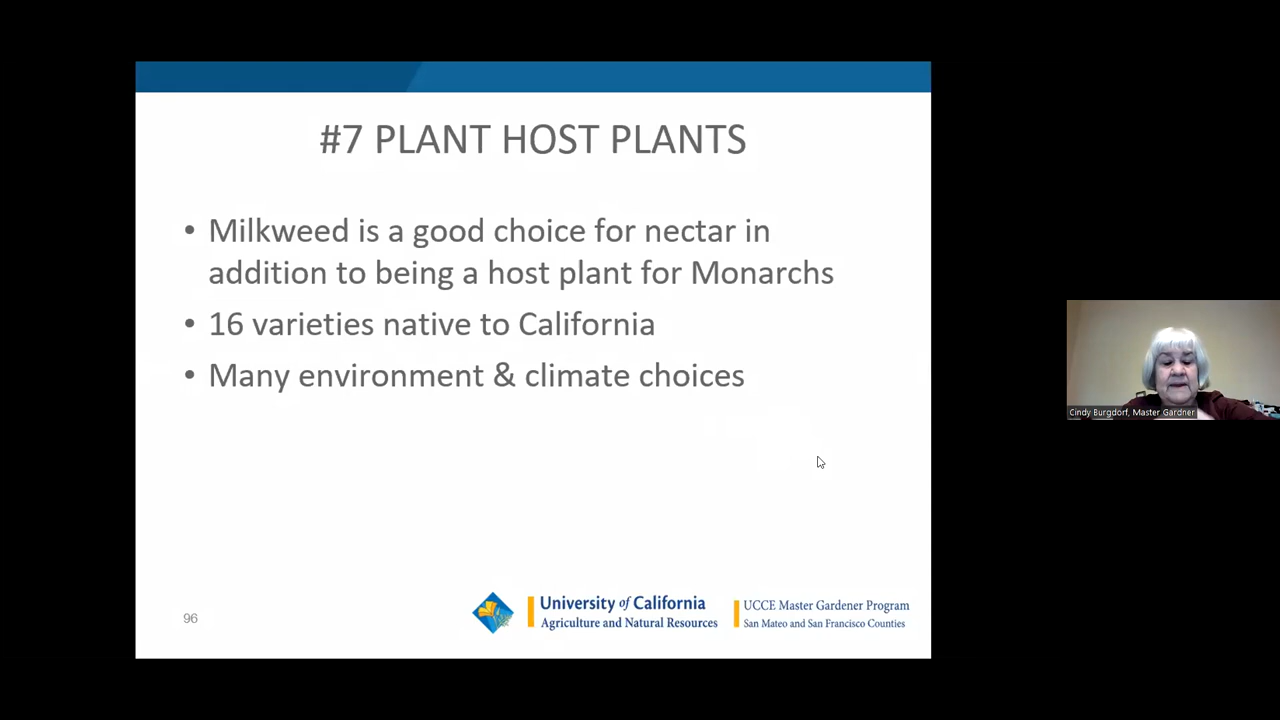 #7 PLANT HOST PLANTS
• Milkweed is a good choice for nectar in
addition to being a host plant for Monarchs
• 16 varieties native to California
• Many environment & climate choices
Cindy Burgdorf, Master Gardner
96
University of California
Agriculture and Natural Resources
UCCE Master Gardener Program
San Mateo and San Francisco Counties